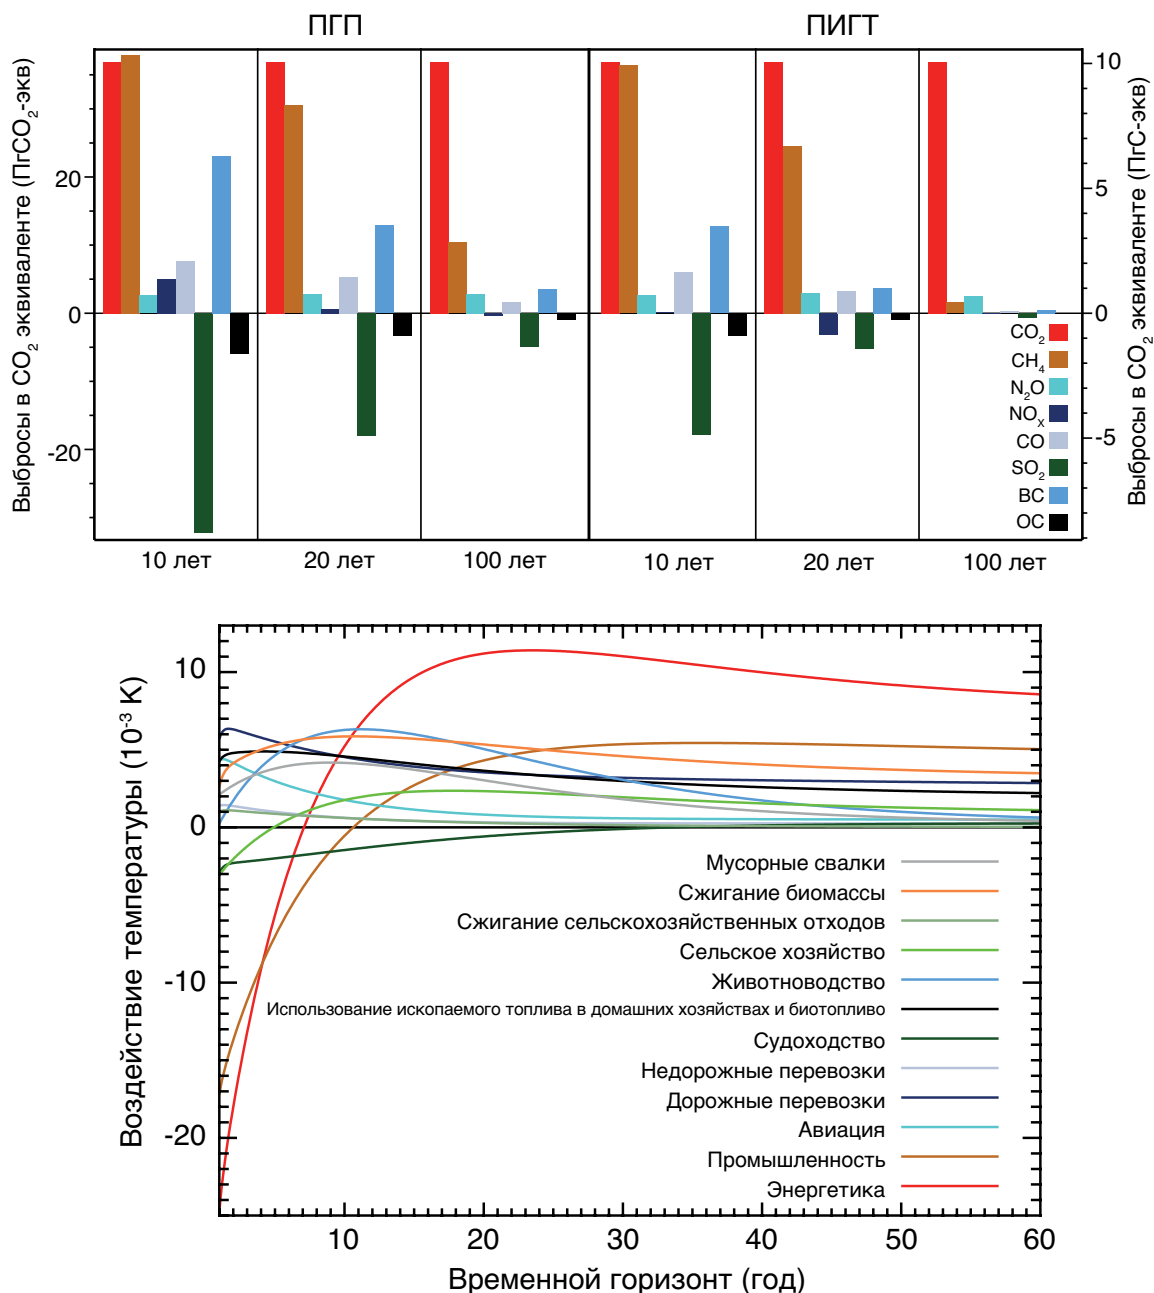 ПГП
ПИГТ
Выбросы в CO2 эквиваленте (ПгCO2-экв)
20
0
-20
10
5
0
-5
Выбросы в CO2 эквиваленте (ПгС-экв)
CO2
CH4
N2O
NOX
CO
SO2
BC
OC
10 лет
20 лет
100 лет
10 лет
20 лет
100 лет
Воздействие температуры (10-3 K)
10
0
-10
-20
Мусорные свалки
Сжигание биомассы
Сжигание сельскохозяйственных отходов
Сельское хозяйство
Животноводство
Использование ископаемого топлива в домашних хозяйствах и биотопливо
Судоходство
Недорожные перевозки
Дорожные перевозки
Авиация
Промышленность
Энергетика
10
20
30
40
50
60
Временной горизонт (год)